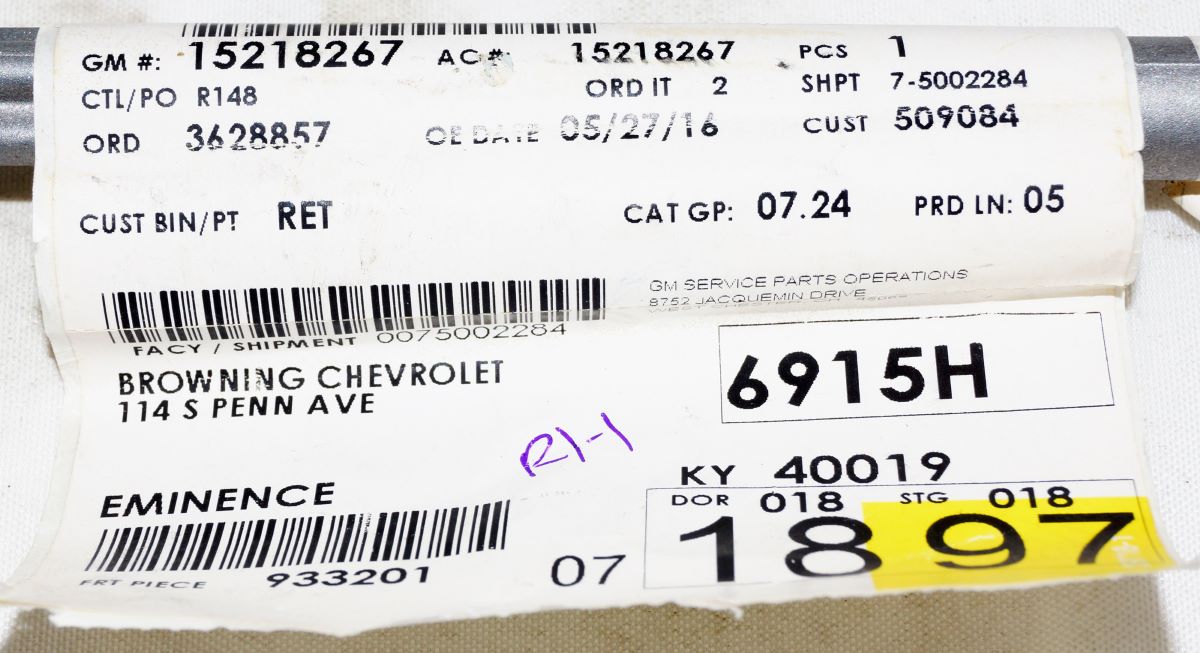 GM #: 15218267 AC #: 15218267 PCS 1
CTL/PO R148 ORD IT 2 SHPT 7-5002284
ORD 3628857 OE DATE 05/27/16 CUST 509084
CUST BIN/PT RET CAT GP: 07.24 PRD LN: 05
GM SERVICE PARTS OPERATIONS
8752 JACQUEMIN DRIVE
FACY / SHIPMENT 0075002284
BROWNING CHEVROLET
114 S PENN AVE
6915H
R1-1
KY 40019
EMINENCE
DOR 018 STG 018
1897
07
FRT PIECE 933201